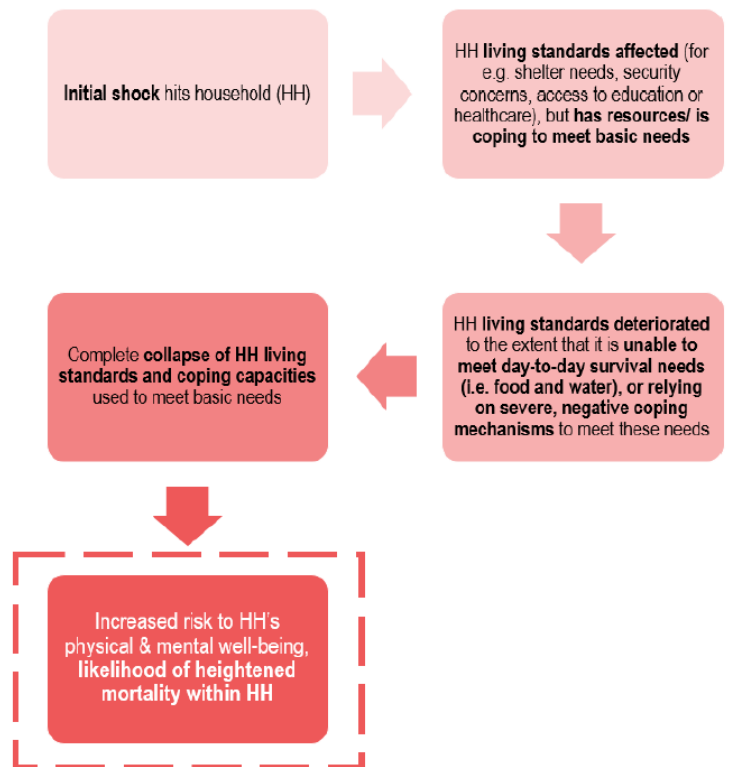 Initial shock hits household (HH)
HH living standards affected (for
e.g. shelter needs, security
concerns, access to education or
healthcare), but has resources/ is
coping to meet basic needs
HH living standards deteriorated
to the extent that it is unable to
meet day-to-day survival needs
(i.e. food and water), or relying
on severe, negative coping
mechanisms to meet these needs
Complete collapse of HH living
standards and coping capacities
used to meet basic needs
Increased risk to HH's
physical & mental well-being,
likelihood of heightened
mortality within HH